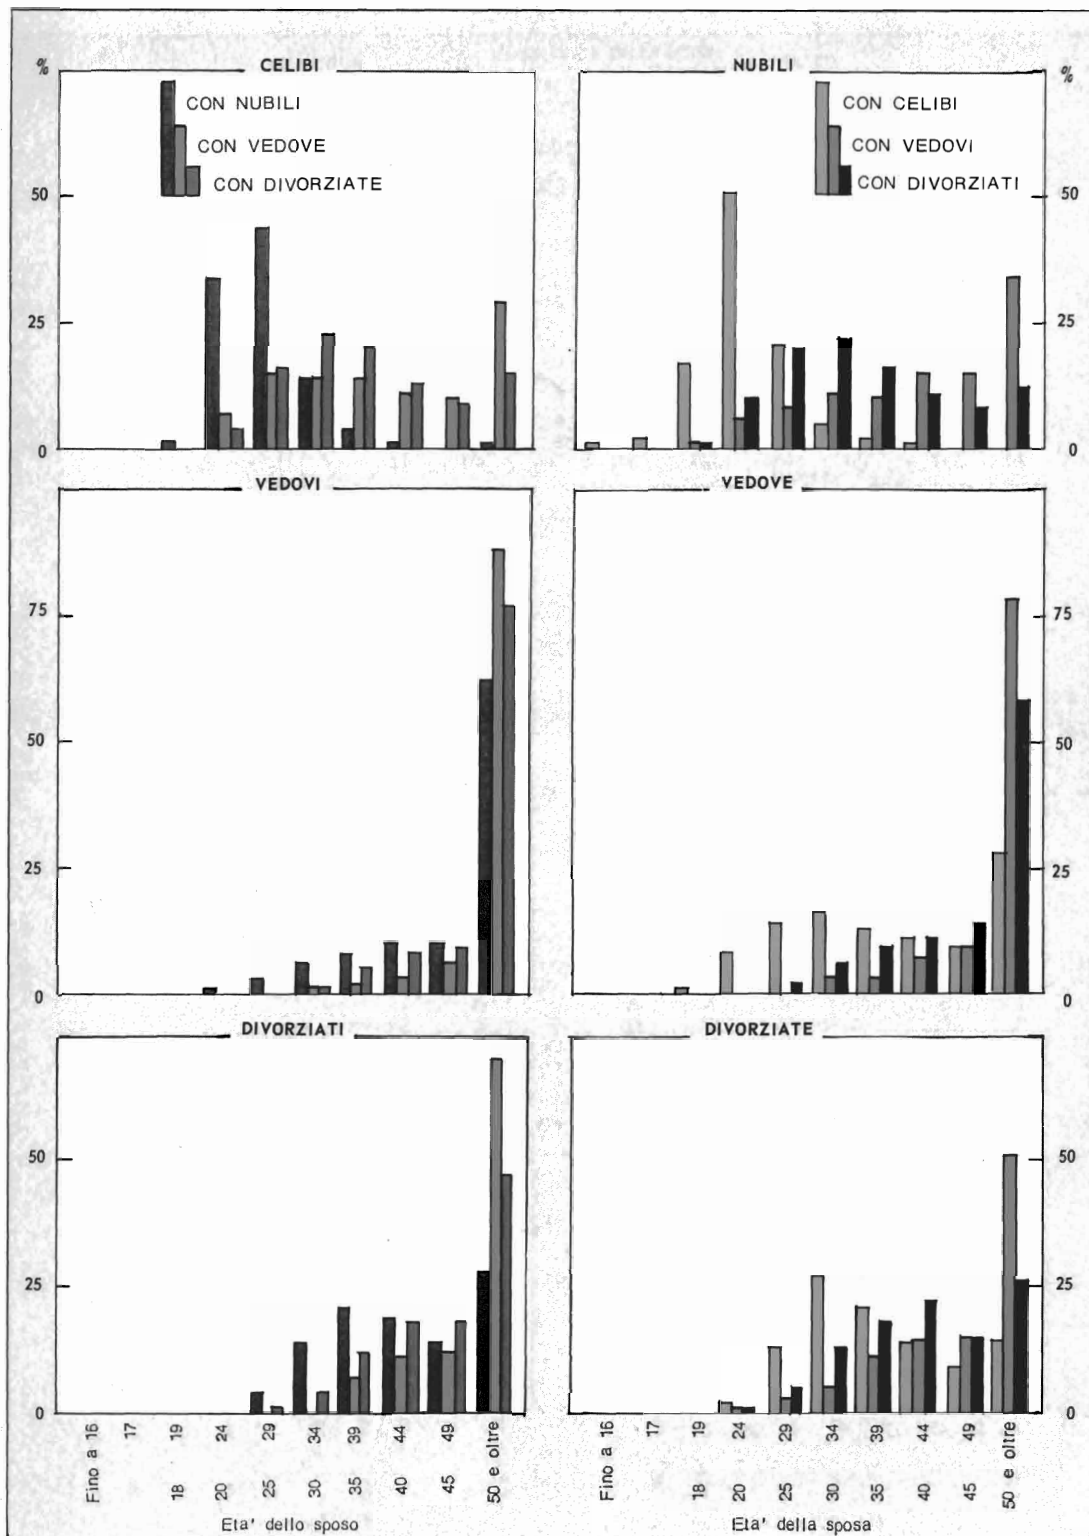 CELIBI
NUBILI
%
%
CON NUBILI
CON VEDOVE
CON DIVORZIATE
CON CELIBI
CON VEDOVI
CON DIVORZIATI
50
50
25
25
0
0
VEDOVI
VEDOVE
75
75
50
50
25
25
0
0
DIVORZIATI
DIVORZIATE
50
50
25
25
0
0
Fino a 16
17
18 19
20 24
25 29
30 34
35 39
40 44
45 49
50 e oltre
Fino a 16
17
18 19
20 24
25 29
30 34
35 39
40 44
45 49
50 e oltre
Eta' dello sposo
Eta' della sposa